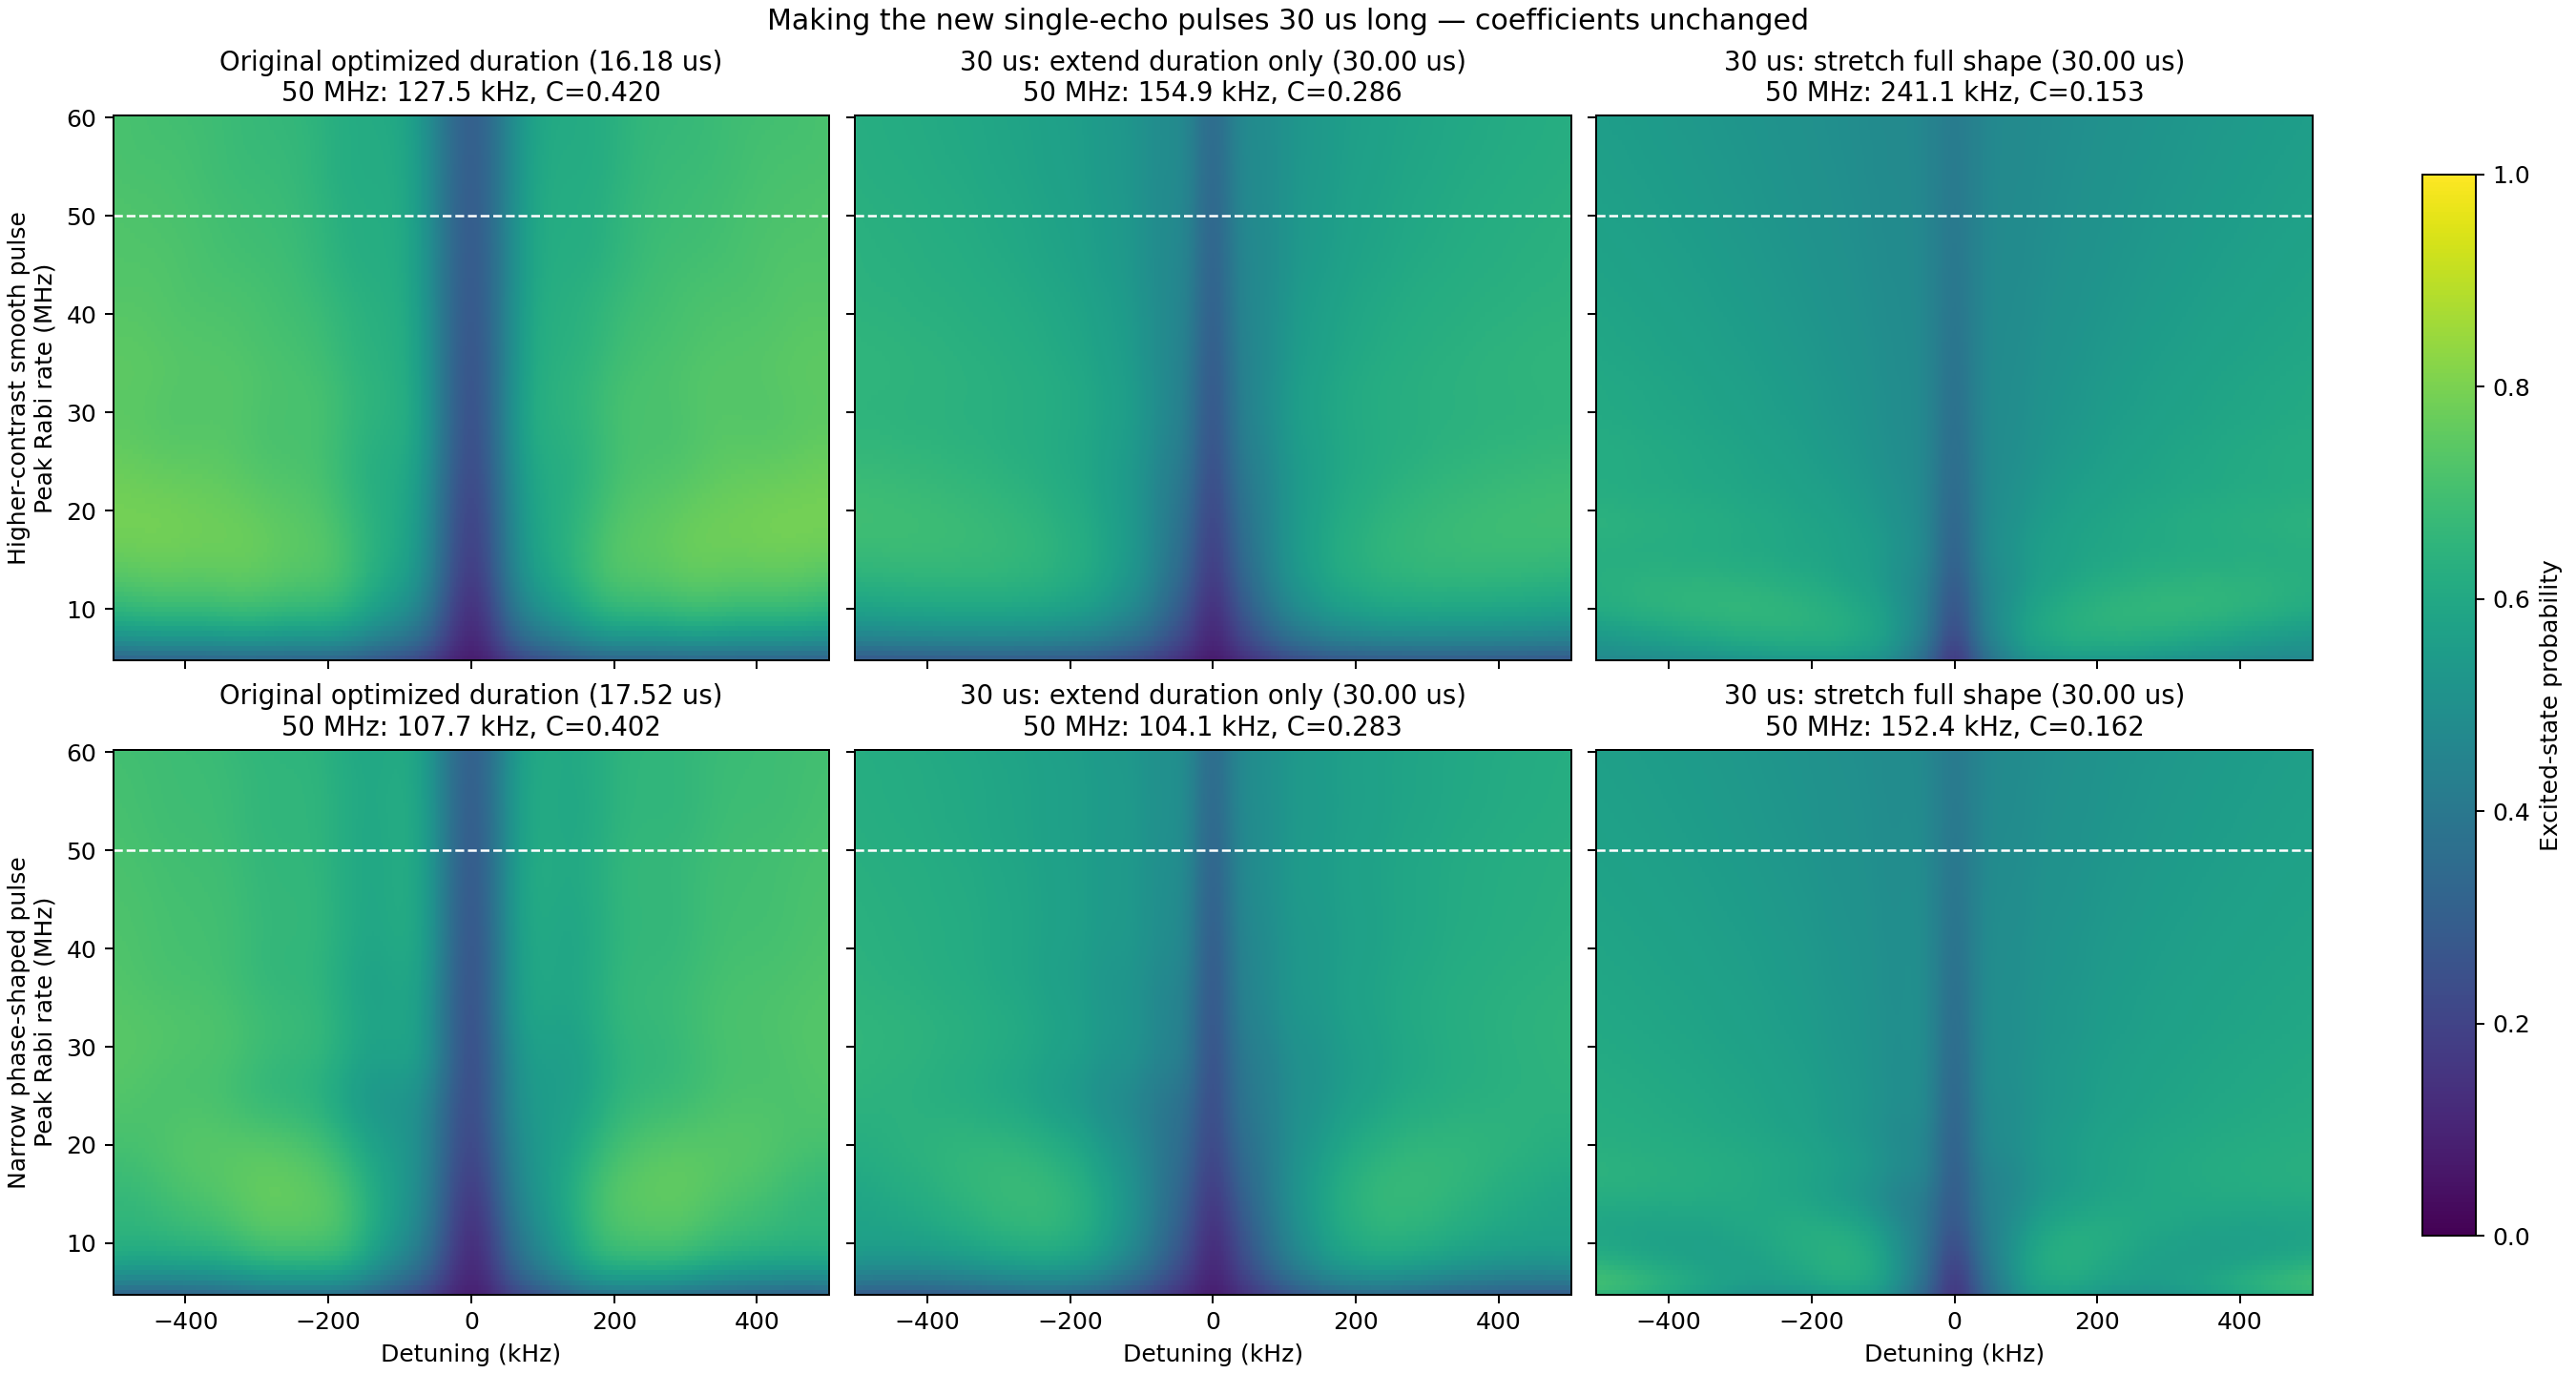 Making the new single-echo pulses 30 us long — coefficients unchanged
Original optimized duration (16.18 us)
50 MHz: 127.5 kHz, C=0.420
30 us: extend duration only (30.00 us)
50 MHz: 154.9 kHz, C=0.286
30 us: stretch full shape (30.00 us)
50 MHz: 241.1 kHz, C=0.153
Higher-contrast smooth pulse
Peak Rabi rate (MHz)
60
50
40
30
20
10
Original optimized duration (17.52 us)
50 MHz: 107.7 kHz, C=0.402
30 us: extend duration only (30.00 us)
50 MHz: 104.1 kHz, C=0.283
30 us: stretch full shape (30.00 us)
50 MHz: 152.4 kHz, C=0.162
Narrow phase-shaped pulse
Peak Rabi rate (MHz)
60
50
40
30
20
10
−400 −200 0 200 400
Detuning (kHz)
−400 −200 0 200 400
Detuning (kHz)
−400 −200 0 200 400
Detuning (kHz)
1.0
0.8
0.6
0.4
0.2
0.0
Excited-state probability